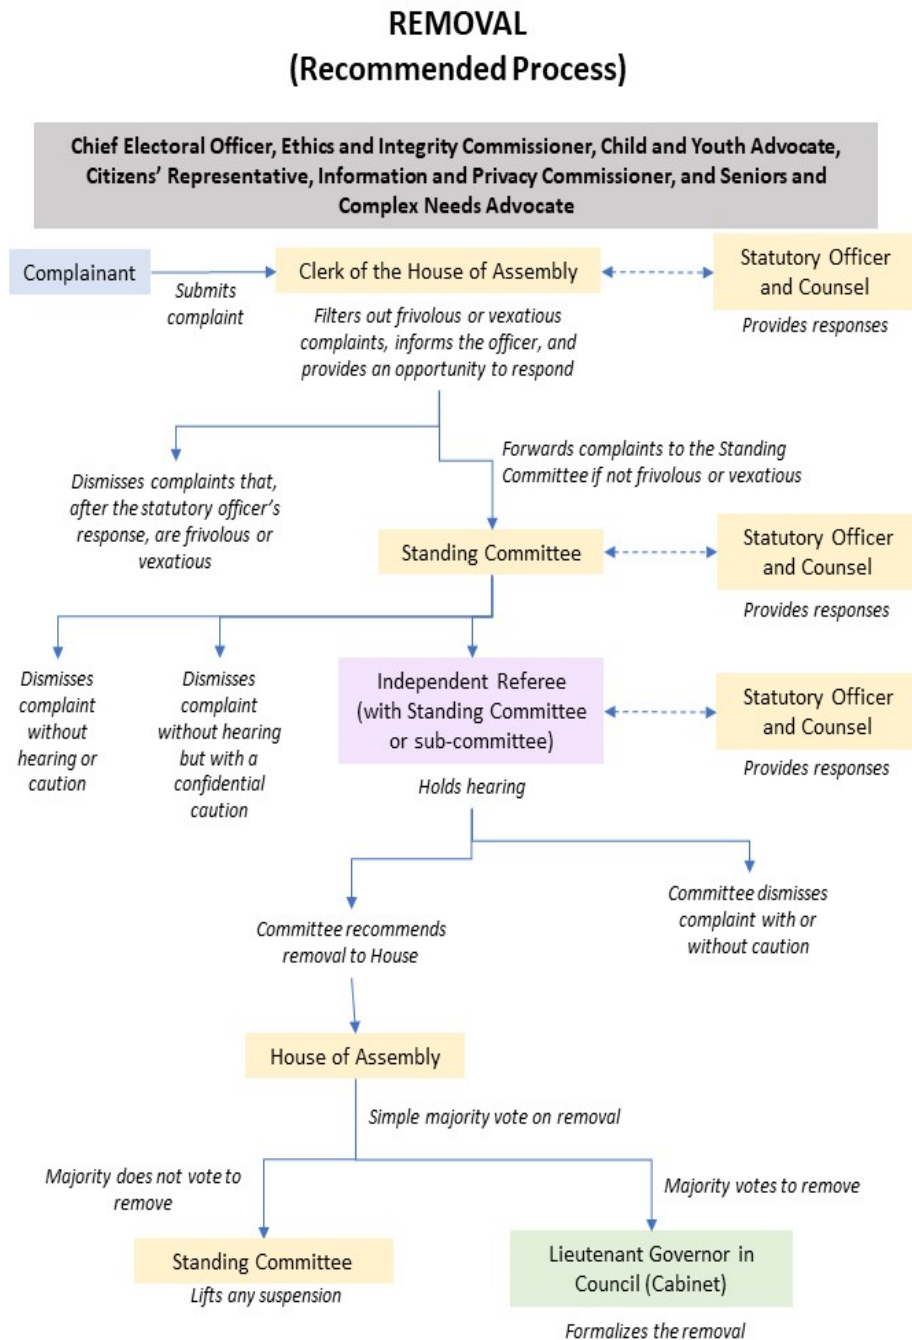 REMOVAL
(Recommended Process)
Chief Electoral Officer, Ethics and Integrity Commissioner, Child and Youth Advocate,
Citizens' Representative, Information and Privacy Commissioner, and Seniors and
Complex Needs Advocate
Complainant
Submits
complaint
Clerk of the House of Assembly
Filters out frivolous or vexatious
complaints, informs the officer, and
provides an opportunity to respond
Statutory Officer
and Counsel
Provides responses
Dismisses complaints that,
after the statutory officer's
response, are frivolous or
vexatious
Forwards complaints to the Standing
Committee if not frivolous or vexatious
Standing Committee
Statutory Officer
and Counsel
Provides responses
Dismisses
complaint
without
hearing or
caution
Dismisses
complaint
without hearing
but with a
confidential
caution
Independent Referee
(with Standing Committee
or sub-committee)
Holds hearing
Statutory Officer
and Counsel
Provides responses
Committee recommends
removal to House
Committee dismisses
complaint with or
without caution
House of Assembly
Simple majority vote on removal
Majority does not vote to
remove
Majority votes to remove
Standing Committee
Lifts any suspension
Lieutenant Governor in
Council (Cabinet)
Formalizes the removal